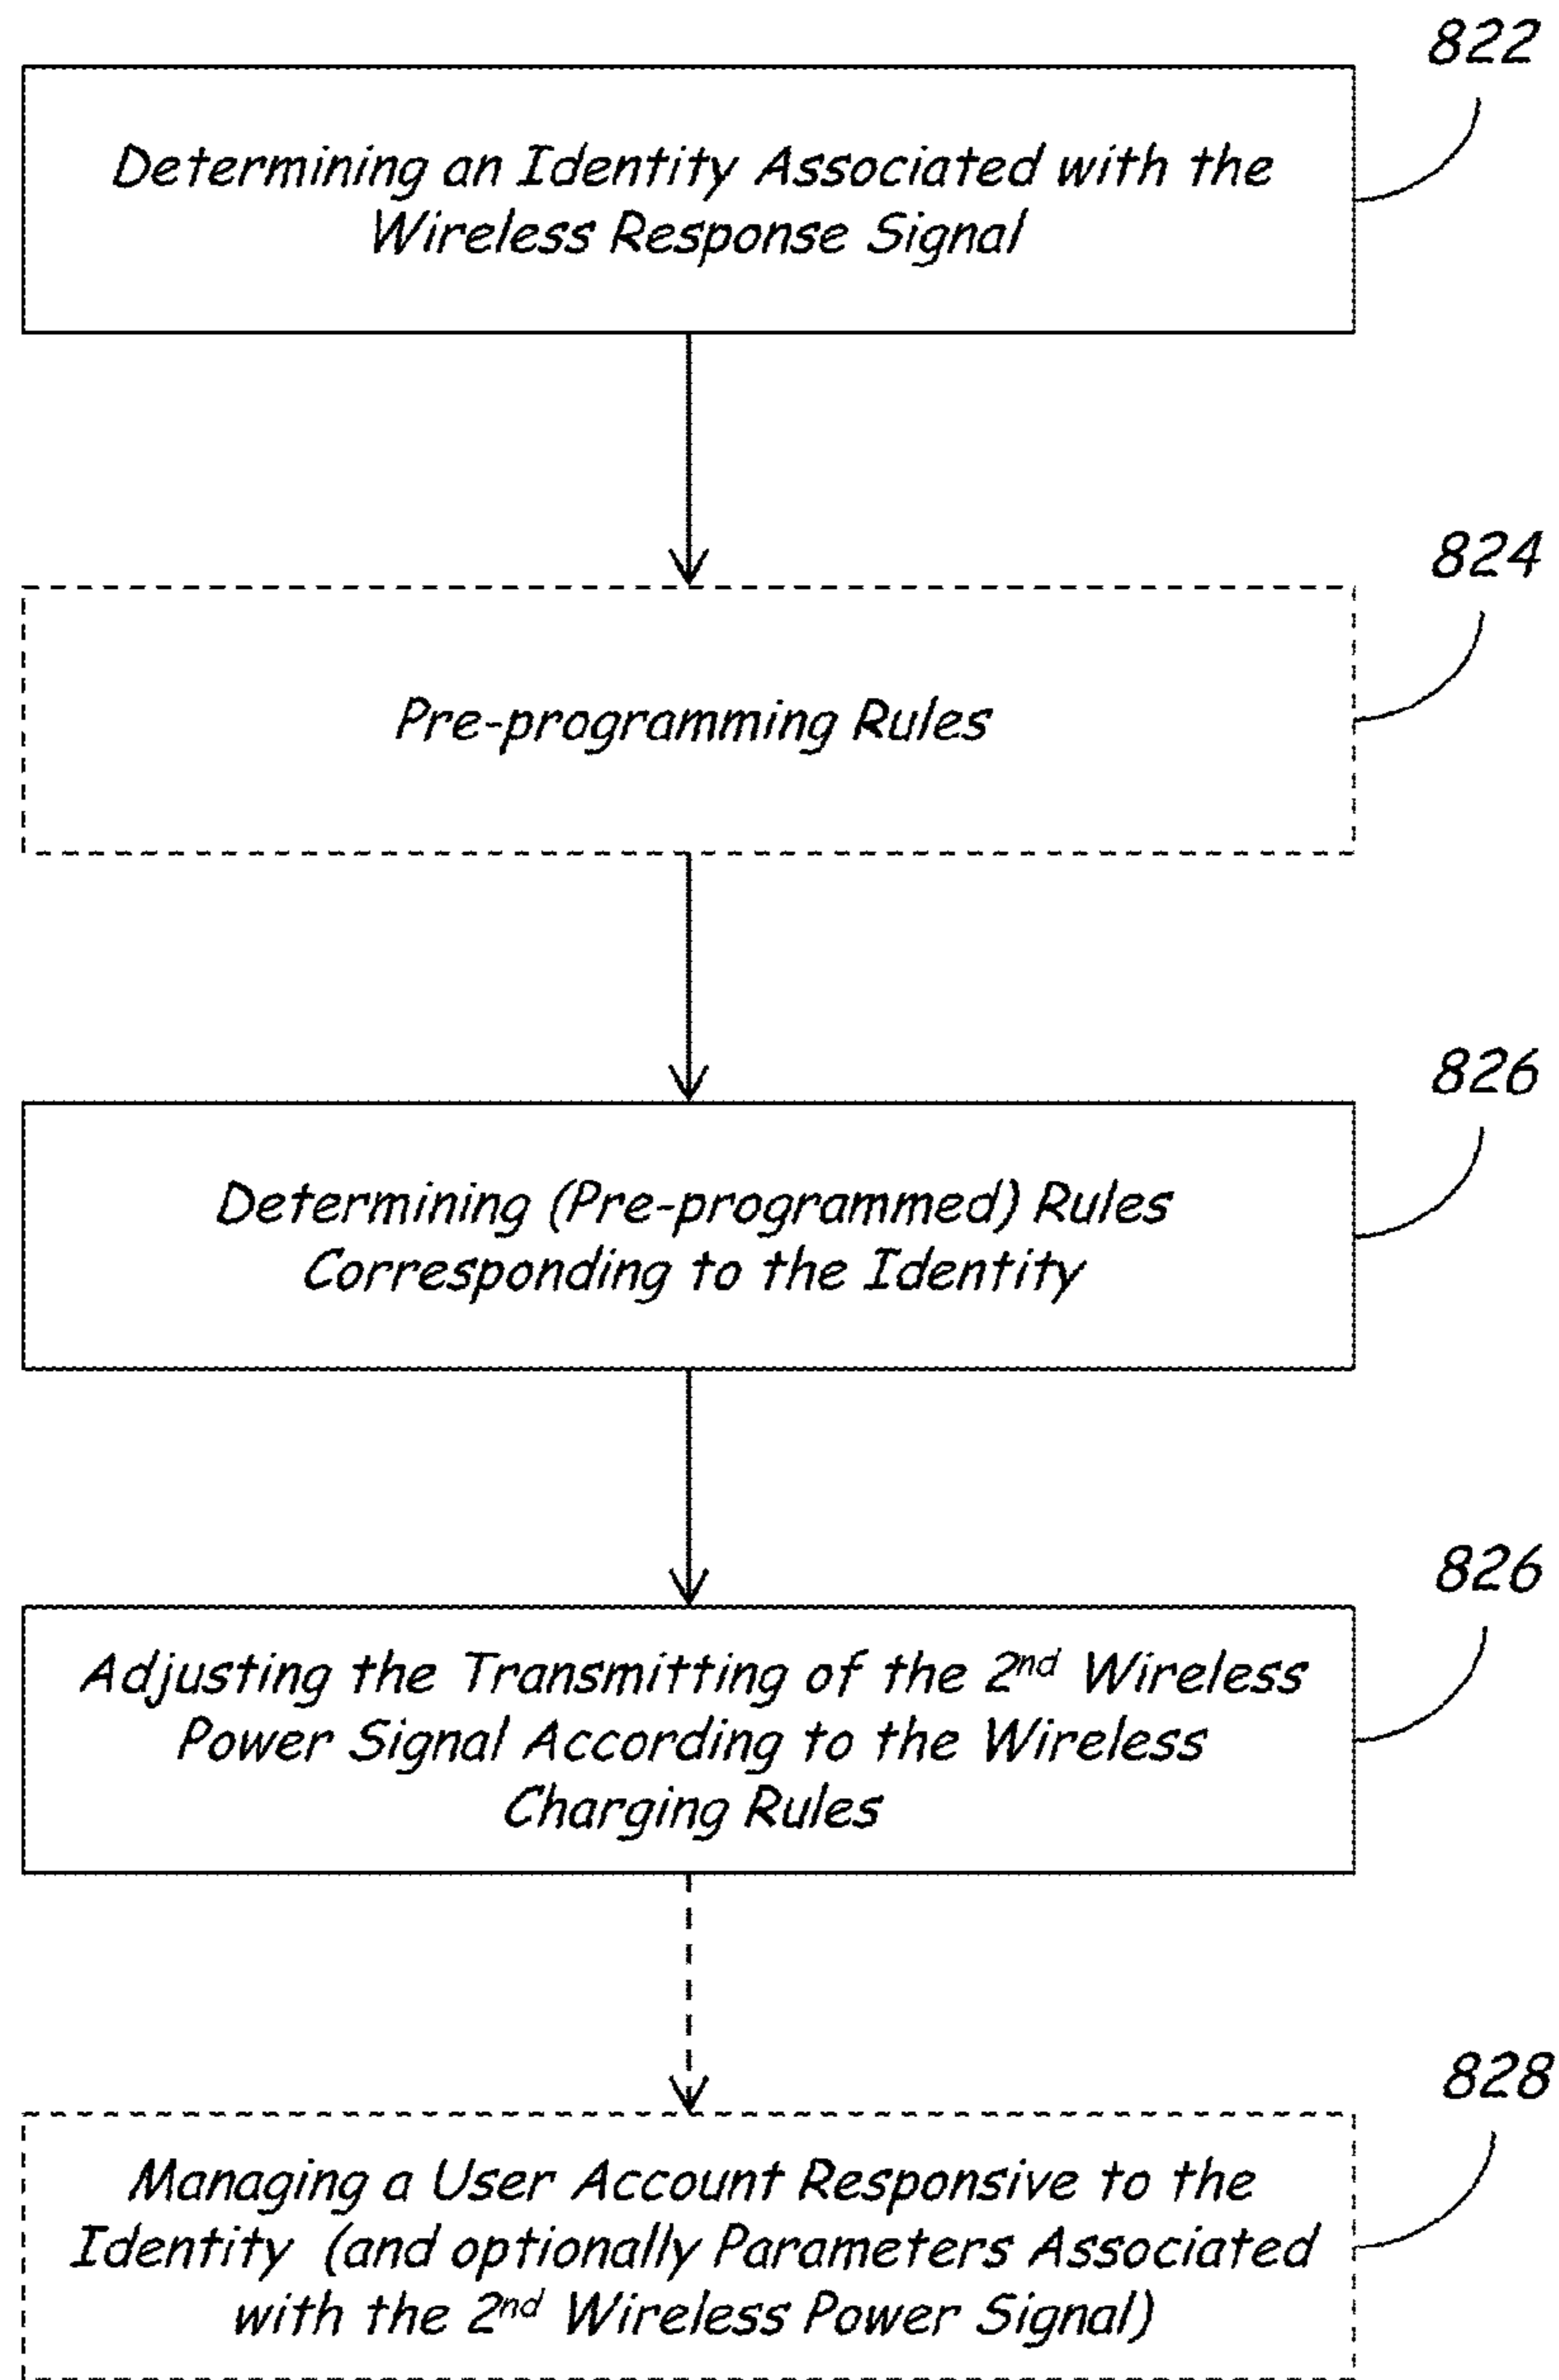 822
Determining an Identity Associated with the
Wireless Response Signal
824
Pre-programming Rules
826
Determining (Pre-programmed) Rules
Corresponding to the Identity
826
Adjusting the Transmitting of the 2nd Wireless
Power Signal According to the Wireless
Charging Rules
828
Managing a User Account Responsive to the
Identity (and optionally Parameters Associated
with the 2nd Wireless Power Signal)